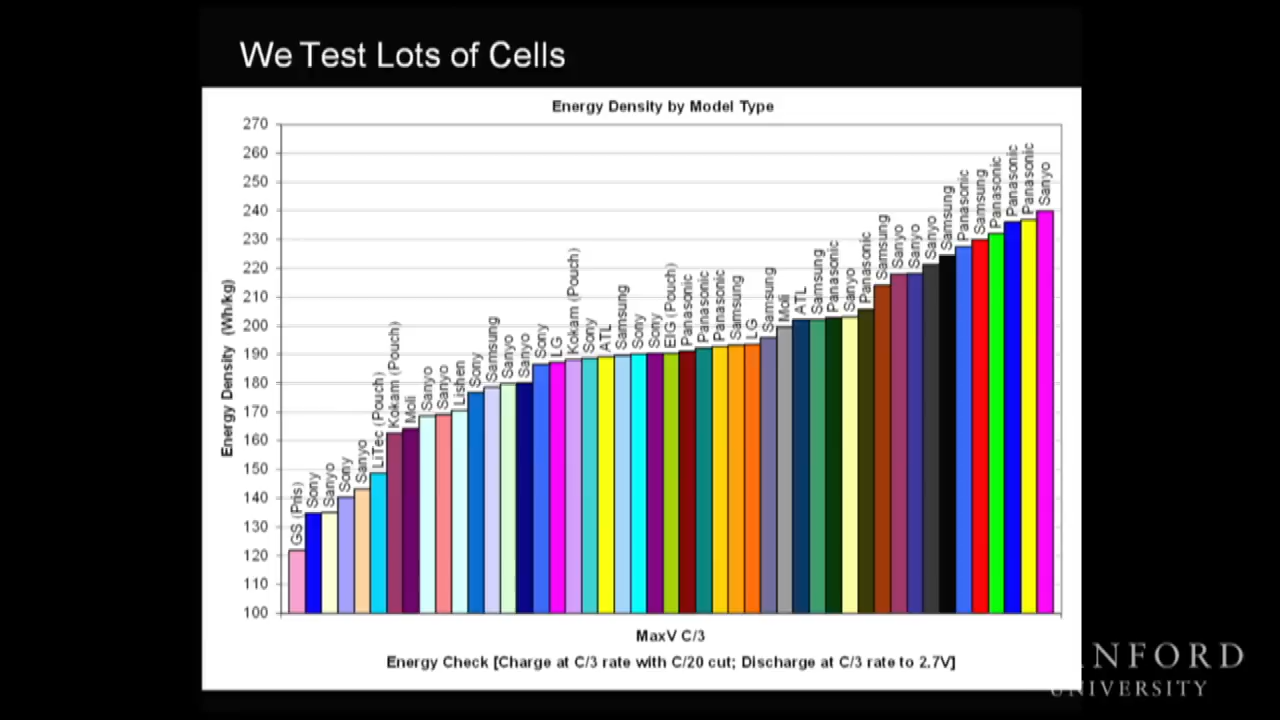 We Test Lots of Cells
Energy Density by Model Type
Energy Density (Wh/kg)
270
260
250
240
230
220
210
200
190
180
170
160
150
140
130
120
110
100
GS (Pris)
Sony
Sanyo
Sony
Sanyo
LiTec (Pouch)
Kokam (Pouch)
Moli
Sanyo
Sanyo
Lishen
Sony
Samsung
Sanyo
Sanyo
Sony
LG
Kokam (Pouch)
Sony
ATL
Samsung
Sony
Sony
EIG (Pouch)
Panasonic
Panasonic
Panasonic
Samsung
LG
Samsung
Moli
ATL
Samsung
Panasonic
Sanyo
Panasonic
Samsung
Sanyo
Sanyo
Sanyo
Samsung
Panasonic
Samsung
Panasonic
Panasonic
Panasonic
Sanyo
MaxV C/3
Energy Check [Charge at C/3 rate with C/20 cut; Discharge at C/3 rate to 2.7V]
ANFORD
UNIVERSITY